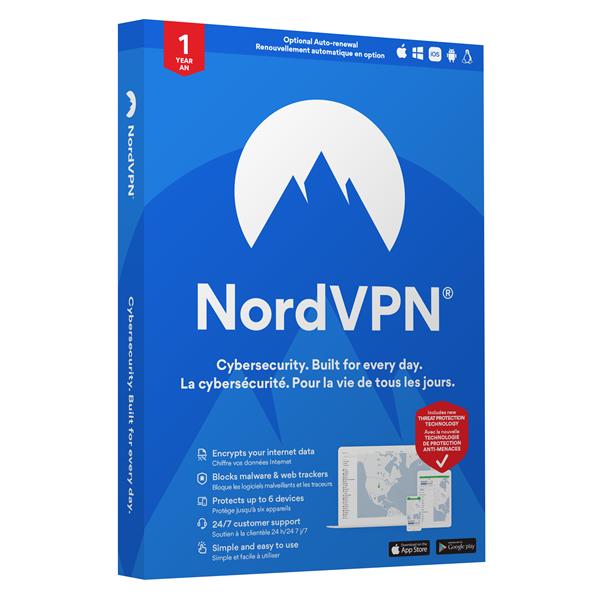 1
YEAR
AN
Optional Auto-renewal
Renouvellement automatique en option
iOS
NordVPN
Cybersecurity. Built for every day.
NordVPN®
Cybersecurity. Built for every day.
La cybersécurité. Pour la vie de tous les jours.
Includes new
THREAT PROTECTION
TECHNOLOGY
Avec la nouvelle
TECHNOLOGIE
DE PROTECTION
ANTI-MENACES
Encrypts your internet data
Chiffre vos données Internet
Blocks malware & web trackers
Bloque les logiciels malveillants et les traceurs
Protects up to 6 devices
Protège jusqu'à six appareils
24/7 customer support
Soutien à la clientèle 24 h/24 7 j/7
Simple and easy to use
Simple et facile à utiliser
Download on the
App Store
Google play